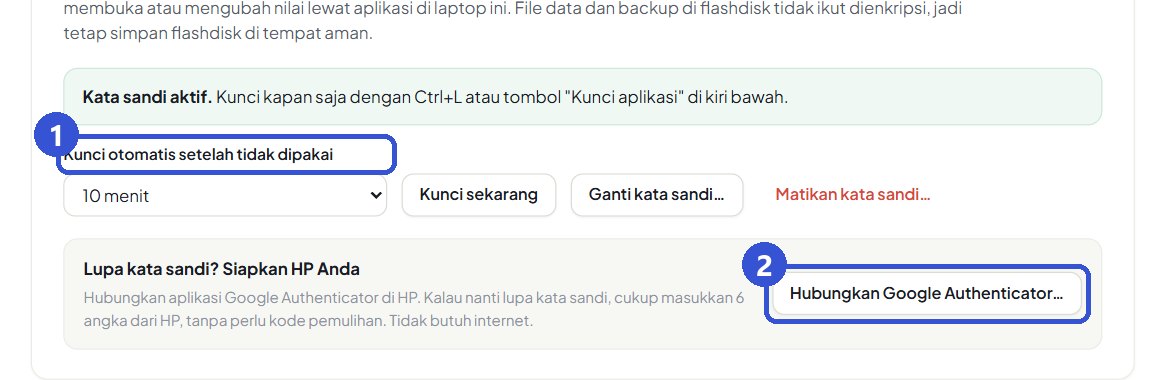 membuka atau mengubah nilai lewat aplikasi di laptop ini. File data dan backup di flashdisk tidak ikut dienkripsi, jadi
tetap simpan flashdisk di tempat aman.
Kata sandi aktif. Kunci kapan saja dengan Ctrl+L atau tombol "Kunci aplikasi" di kiri bawah.
1
Kunci otomatis setelah tidak dipakai
10 menit
Kunci sekarang
Ganti kata sandi...
Matikan kata sandi...
Lupa kata sandi? Siapkan HP Anda
Hubungkan aplikasi Google Authenticator di HP. Kalau nanti lupa kata sandi, cukup masukkan 6
angka dari HP, tanpa perlu kode pemulihan. Tidak butuh internet.
2
Hubungkan Google Authenticator...